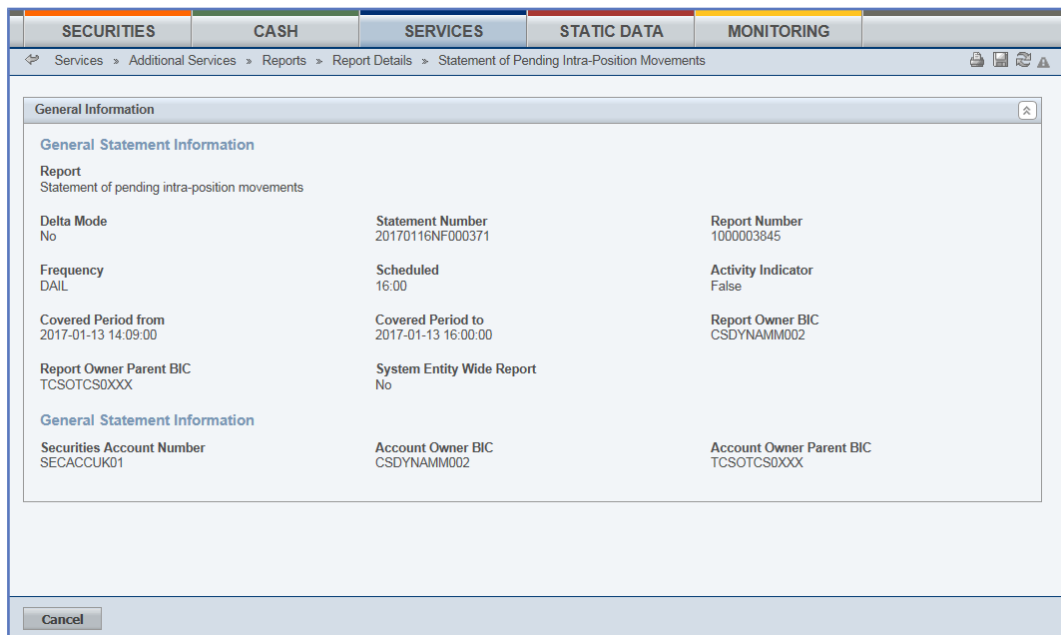 SECURITIES CASH SERVICES STATIC DATA MONITORING
Services » Additional Services » Reports » Report Details » Statement of Pending Intra-Position Movements
General Information
General Statement Information
Report
Statement of pending intra-position movements
Delta Mode Statement Number Report Number
No 20170116NF000371 1000003845
Frequency Scheduled Activity Indicator
DAIL 16:00 False
Covered Period from Covered Period to Report Owner BIC
2017-01-13 14:09:00 2017-01-13 16:00:00 CSDYNAMM002
Report Owner Parent BIC System Entity Wide Report
TCSOTCS0XXX No
General Statement Information
Securities Account Number Account Owner BIC Account Owner Parent BIC
SECACCUK01 CSDYNAMM002 TCSOTCS0XXX
Cancel